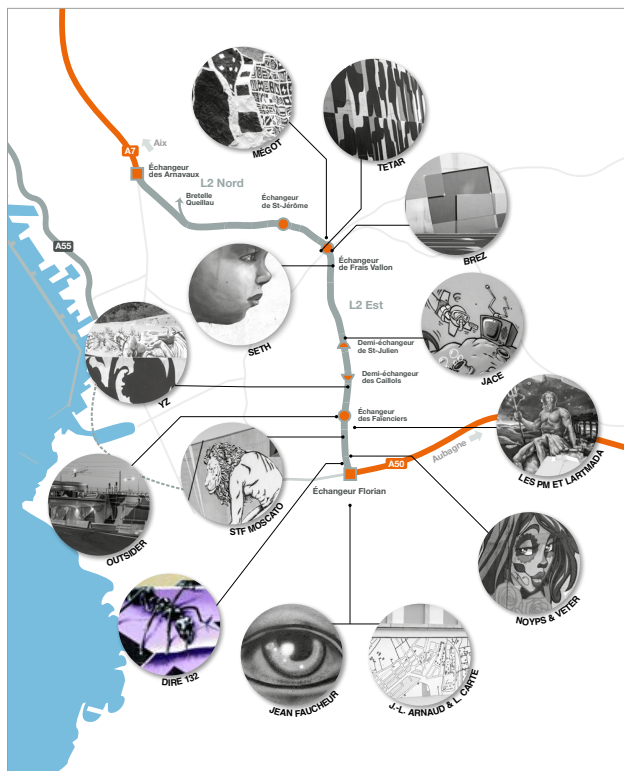 MÉGOT
TETAR
Aix
A7
Échangeur
des Arnavaux
L2 Nord
Bretelle
Queillau
Échangeur
de St-Jérôme
BREZ
A55
Échangeur
de Frais Vallon
SETH
L2 Est
JACE
Demi-échangeur
de St-Julien
Demi-échangeur
des Caillols
YZ
Échangeur
des Faïenciers
Aubagne
LES PM ET LARTMADA
A50
Échangeur Florian
STF MOSCATO
OUTSIDER
NOYPS & VETER
DIRE 132
JEAN FAUCHEUR
J.-L. ARNAUD & L. CARTE